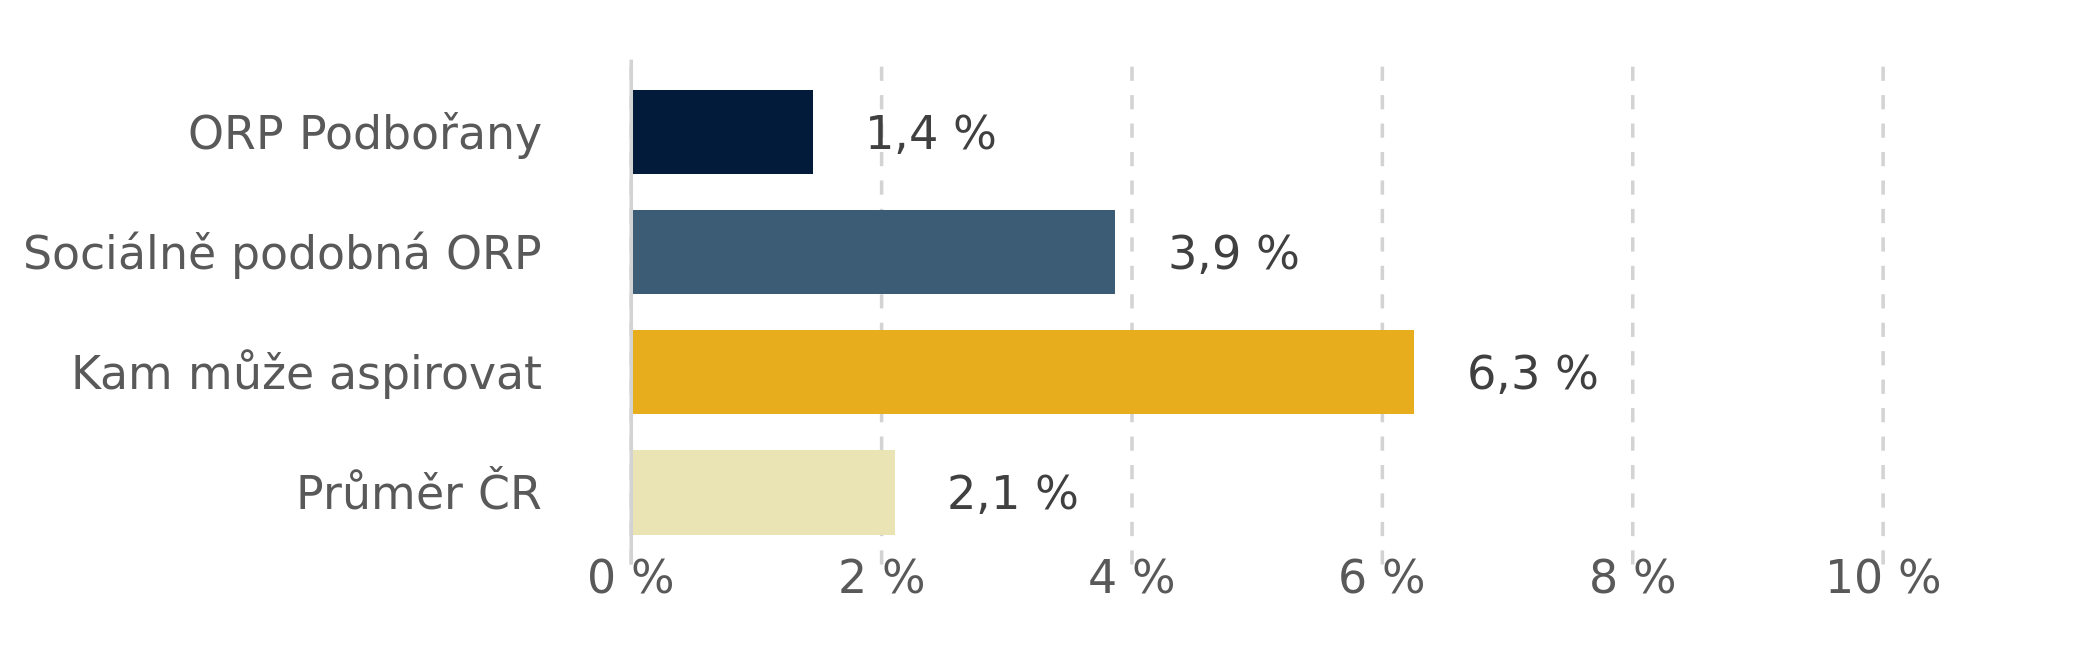 ORP Podbořany 1,4 %
Sociálně podobná ORP 3,9 %
Kam může aspirovat 6,3 %
Průměr ČR 2,1 %
0 % 2 % 4 % 6 % 8 % 10 %